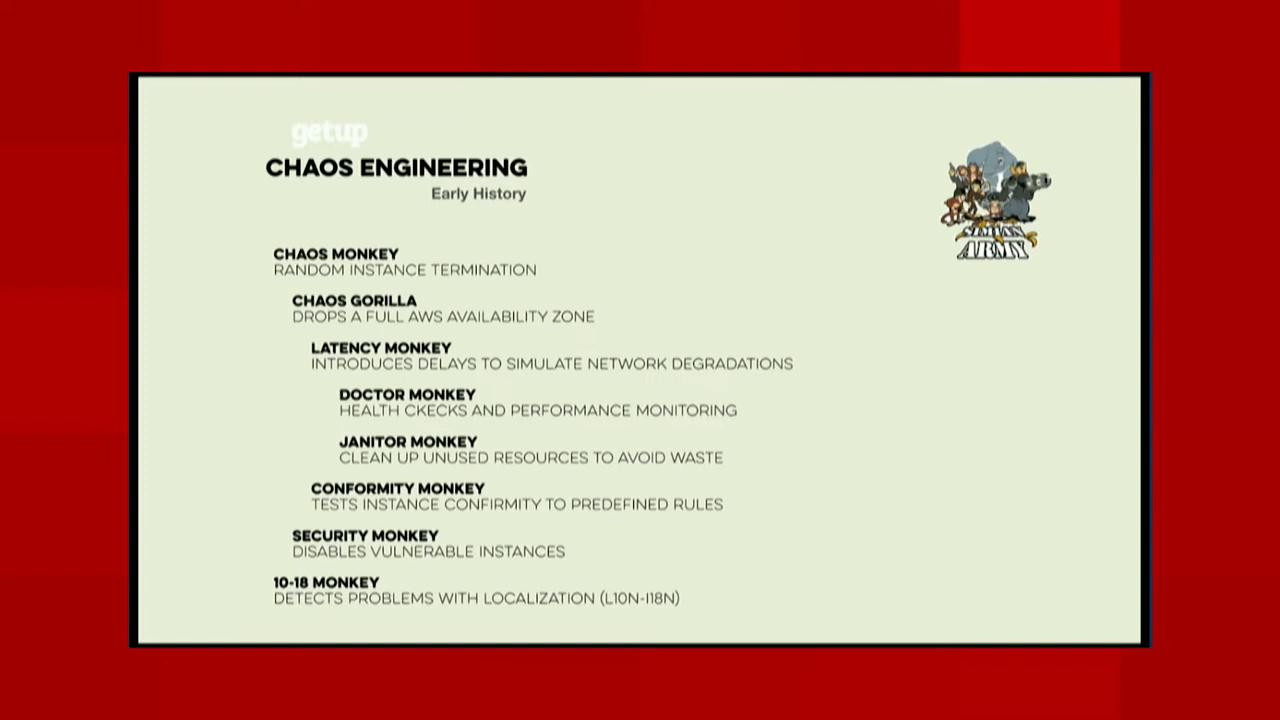 getup
CHAOS ENGINEERING
Early History
SIMIAN
ARMY
CHAOS MONKEY
RANDOM INSTANCE TERMINATION
CHAOS GORILLA
DROPS A FULL AWS AVAILABILITY ZONE
LATENCY MONKEY
INTRODUCES DELAYS TO SIMULATE NETWORK DEGRADATIONS
DOCTOR MONKEY
HEALTH CKECKS AND PERFORMANCE MONITORING
JANITOR MONKEY
CLEAN UP UNUSED RESOURCES TO AVOID WASTE
CONFORMITY MONKEY
TESTS INSTANCE CONFIRMITY TO PREDEFINED RULES
SECURITY MONKEY
DISABLES VULNERABLE INSTANCES
10-18 MONKEY
DETECTS PROBLEMS WITH LOCALIZATION (L10N-I18N)